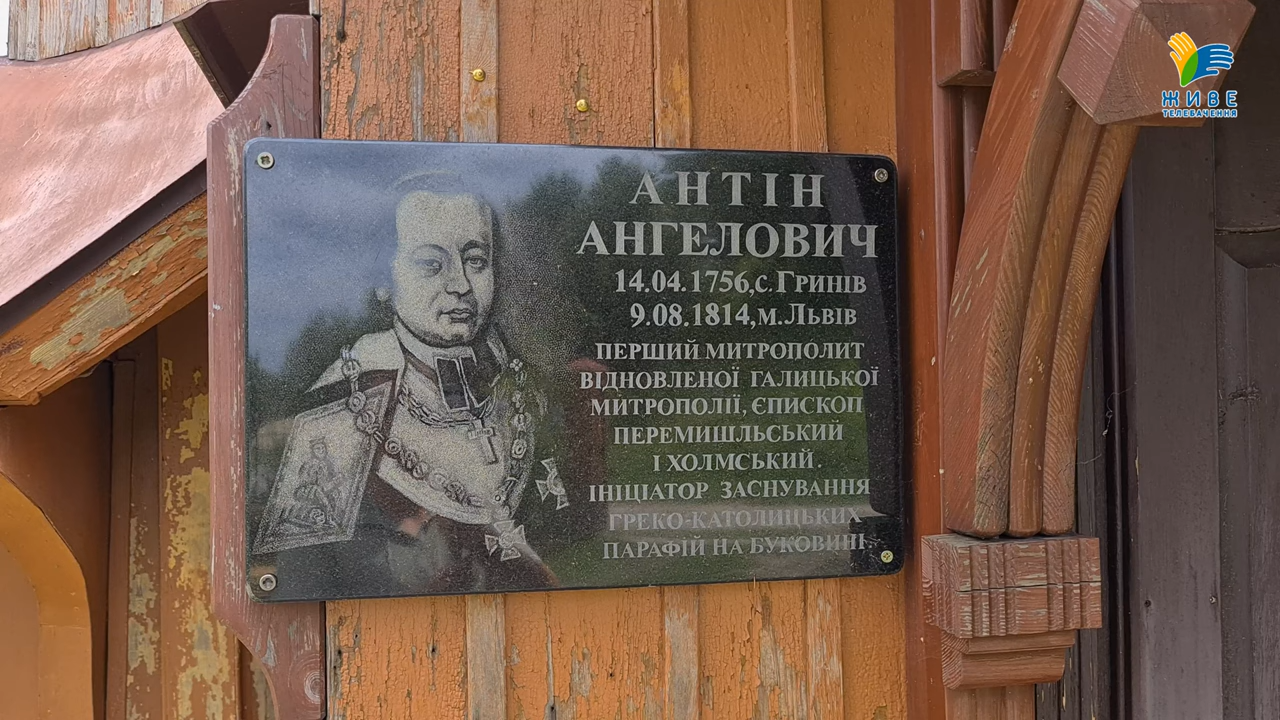 ЖИВЕ
ТЕЛЕБАЧЕННЯ
АНТІН
АНГЕЛОВИЧ
14.04.1756, с. Гринів
9.08.1814, м. Львів
ПЕРШИЙ МИТРОПОЛИТ
ВІДНОВЛЕНОЇ ГАЛИЦЬКОЇ
МИТРОПОЛІЇ, ЄПИСКОП
ПЕРЕМИШЛЬСЬКИЙ
І ХОЛМСЬКИЙ.
ІНІЦІАТОР ЗАСНУВАННЯ
ГРЕКО-КАТОЛИЦЬКИХ
ПАРАФІЙ НА БУКОВИНІ.